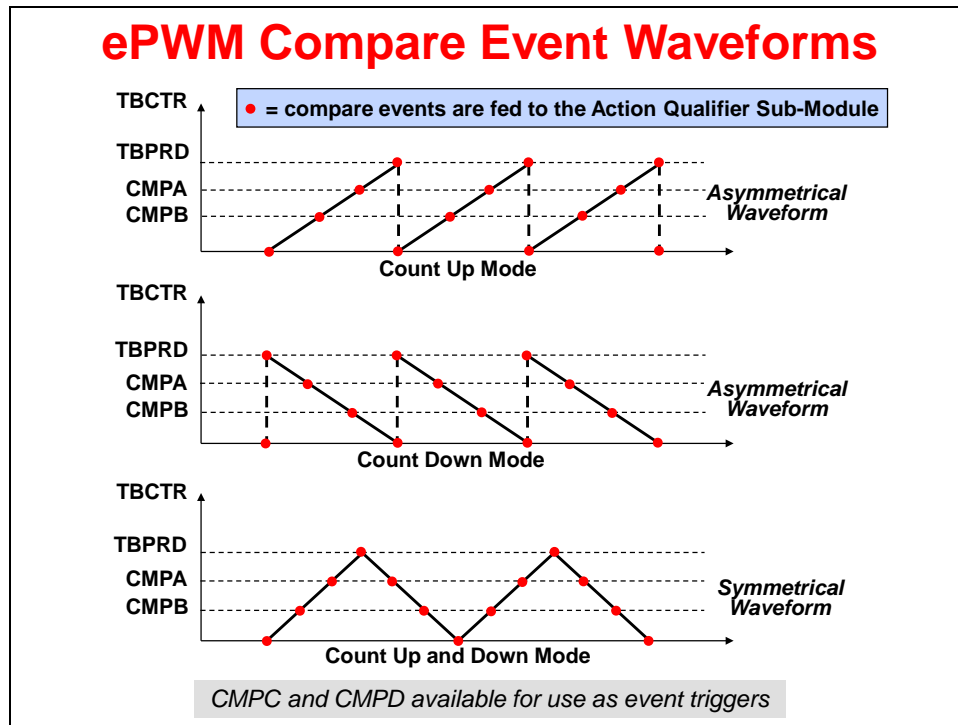 ePWM Compare Event Waveforms
TBCTR
= compare events are fed to the Action Qualifier Sub-Module
TBPRD
CMPA
CMPB
Asymmetrical
Waveform
Count Up Mode
TBCTR
TBPRD
CMPA
CMPB
Asymmetrical
Waveform
Count Down Mode
TBCTR
TBPRD
CMPA
CMPB
Symmetrical
Waveform
Count Up and Down Mode
CMPC and CMPD available for use as event triggers